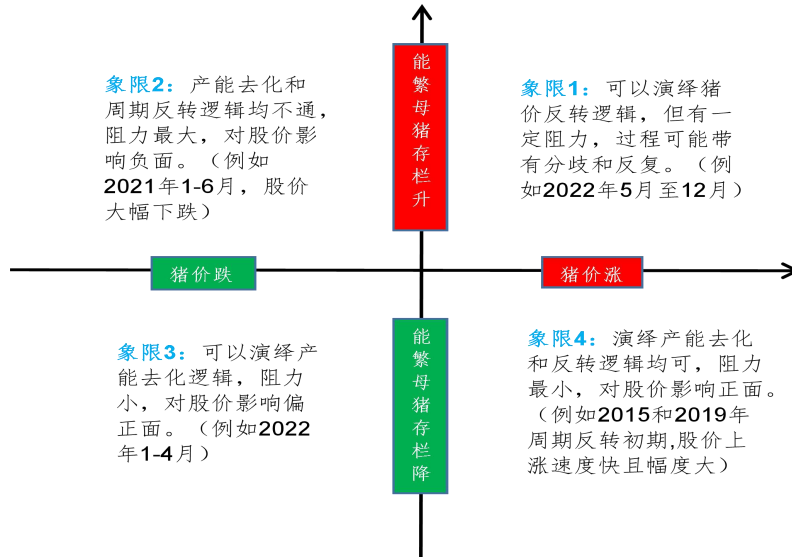 象限2：产能去化和
周期反转逻辑均不通，
阻力最大，对股价影
响负面。（例如
2021年1-6月，股价
大幅下跌）
能繁母猪存栏升
象限1：可以演绎猪
价反转逻辑，但有一
定阻力，过程可能带
有分歧和反复。（例
如2022年5月至12月）
猪价跌
猪价涨
象限3：可以演绎产
能去化逻辑，阻力
小，对股价影响偏
正面。（例如2022
年1-4月）
能繁母猪存栏降
象限4：演绎产能去化
和反转逻辑均可，阻力
最小，对股价影响正面。
（例如2015和2019年
周期反转初期,股价上
涨速度快且幅度大）